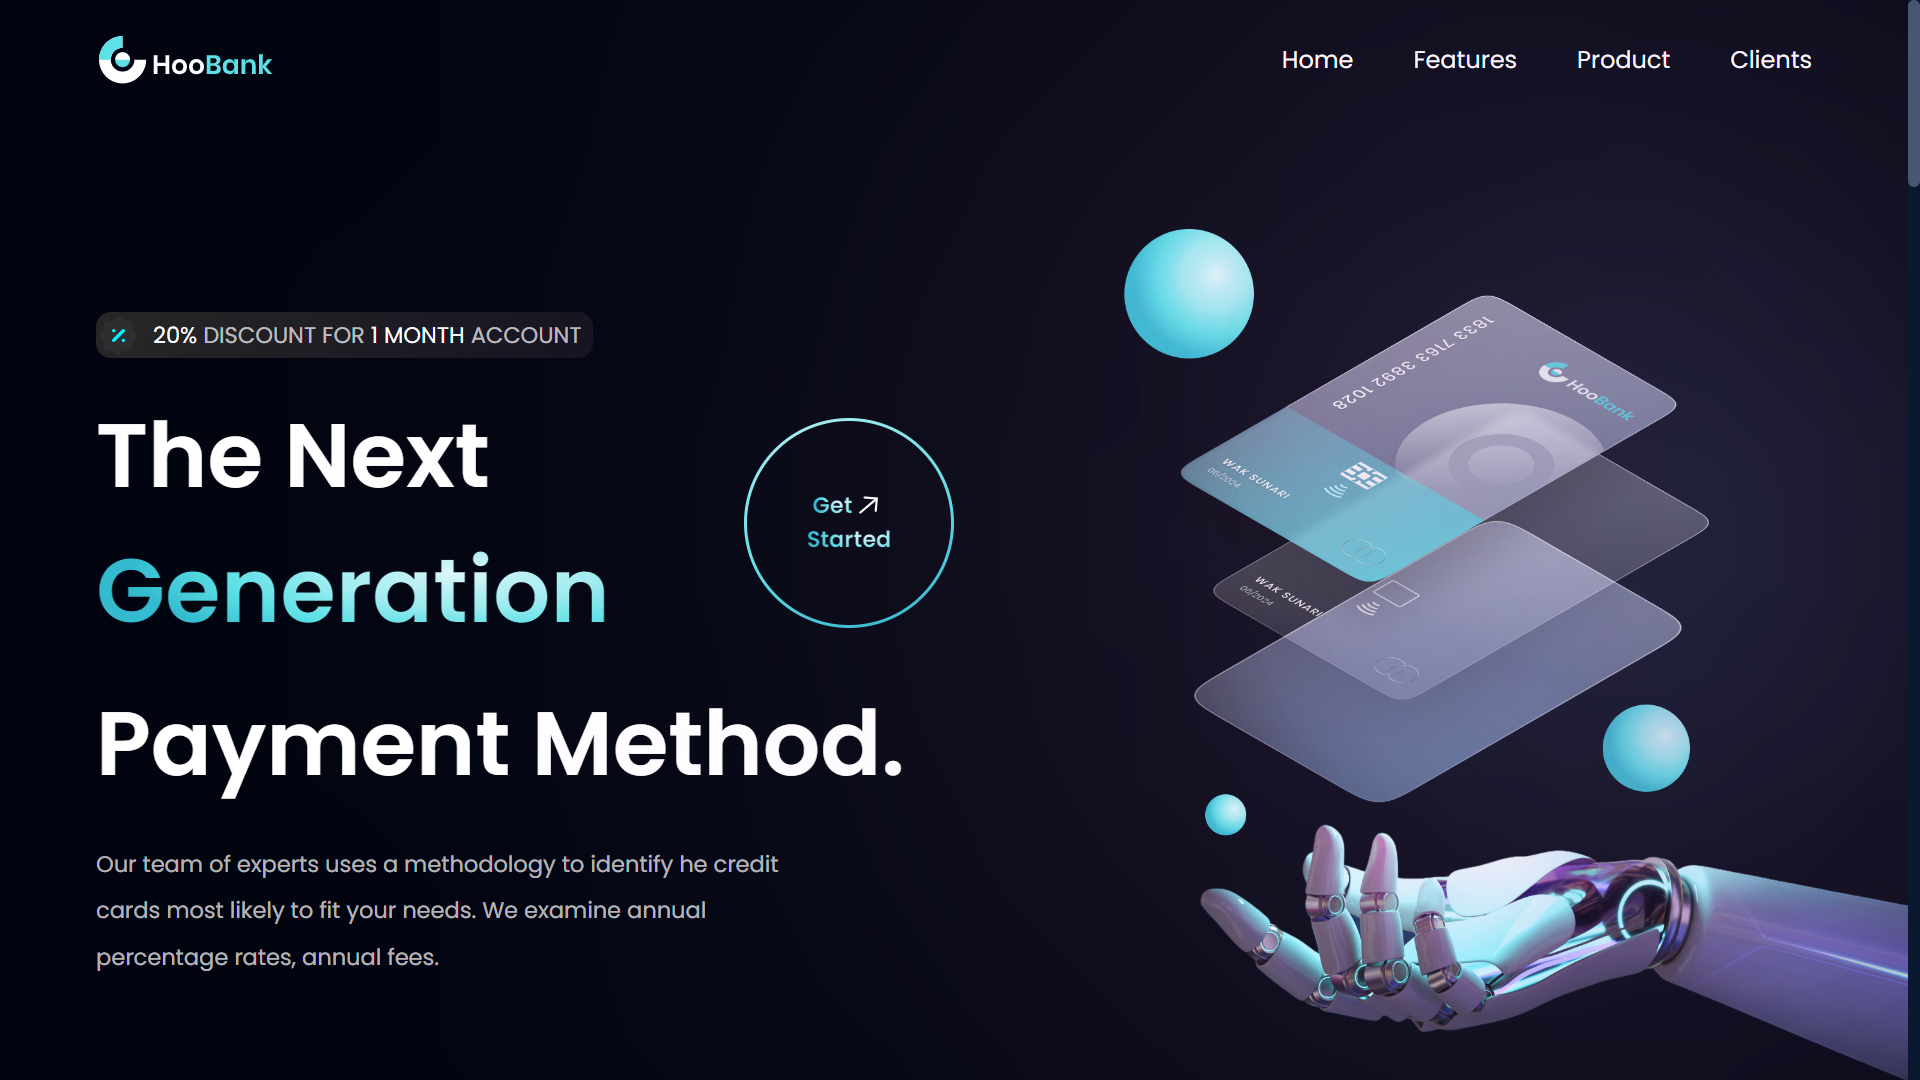 HooBank
Home
Features
Product
Clients
20% DISCOUNT FOR 1 MONTH ACCOUNT
The Next
Generation
Payment Method.
Get
Started
Our team of experts uses a methodology to identify he credit
cards most likely to fit your needs. We examine annual
percentage rates, annual fees.
1833 7163 3892 1028
HooBank
WAK SUNARI
08/2024
WAK SUNARI
08/2024